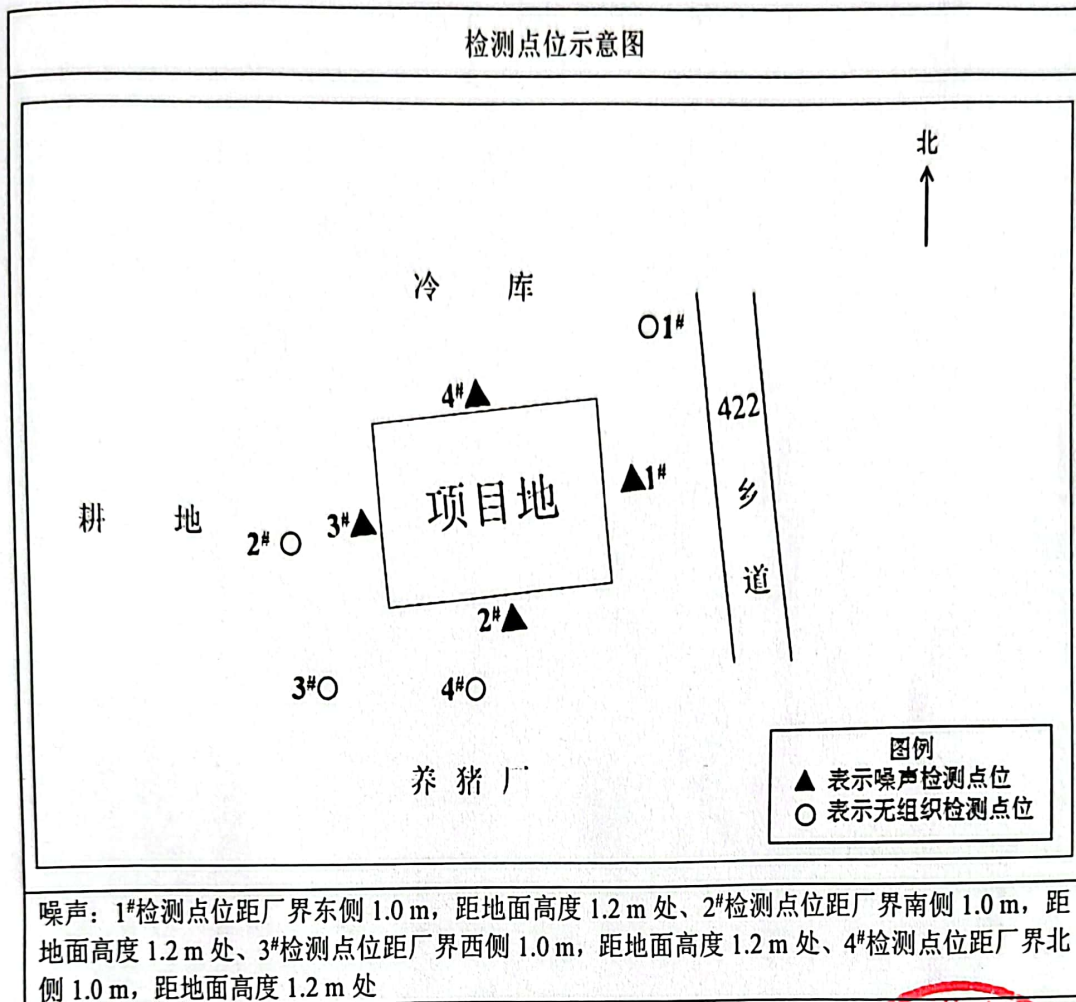 检测点位示意图
北
冷 库
○1#
4#▲
422
乡
道
项目地
▲1#
耕 地
3#▲
2#○
2#▲
3#○
4#○
养猪厂
图例
▲ 表示噪声检测点位
○ 表示无组织检测点位
噪声：1#检测点位距厂界东侧 1.0 m，距地面高度 1.2 m 处、2#检测点位距厂界南侧 1.0 m，距
地面高度 1.2 m 处、3#检测点位距厂界西侧 1.0 m，距地面高度 1.2 m 处、4#检测点位距厂界北
侧 1.0 m，距地面高度 1.2 m 处